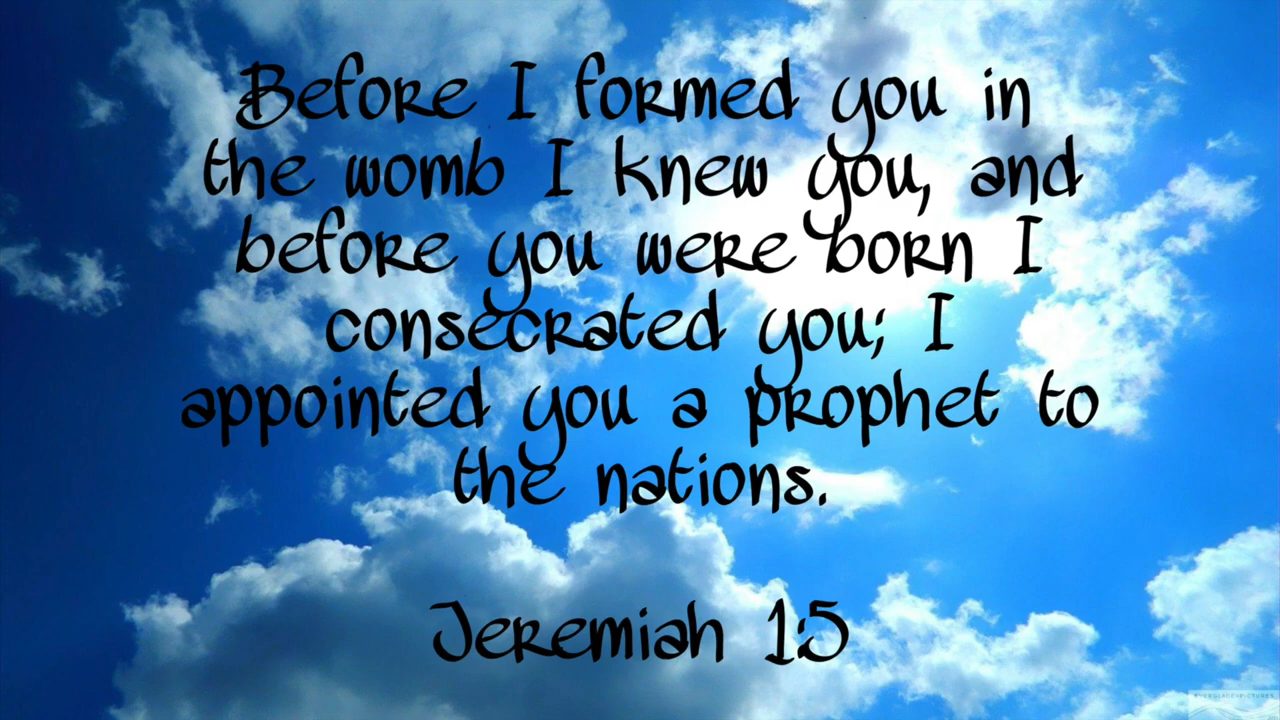 Before I formed you in
the womb I knew you, and
before you were born I
consecrated you; I
appointed you a prophet to
the nations.
Jeremiah 1:5